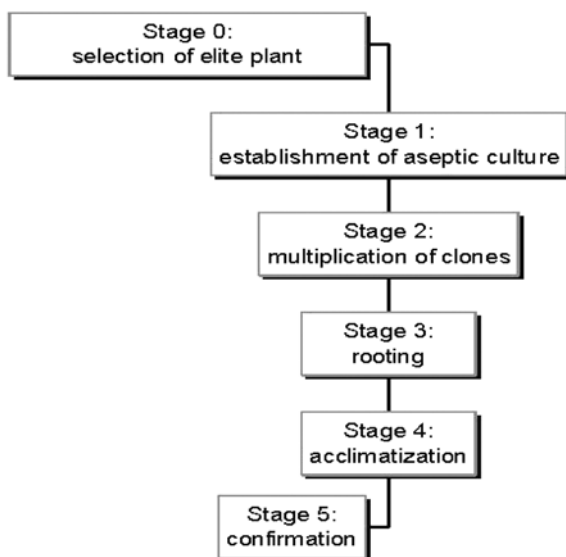 Stage 0:
selection of elite plant
Stage 1:
establishment of aseptic culture
Stage 2:
multiplication of clones
Stage 3:
rooting
Stage 4:
acclimatization
Stage 5:
confirmation